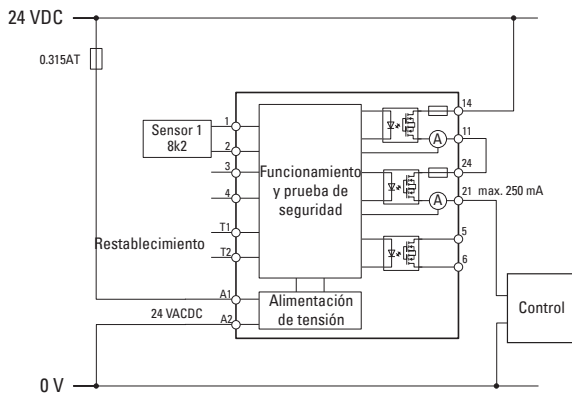 24 VDC
0.315AT
Sensor 1
8k2
1
2
3
4
Restablecimiento
T1
T2
A1
A2
24 VACDC
Funcionamiento
y prueba de
seguridad
Alimentación
de tensión
14
A
11
24
A
21
max. 250 mA
5
6
Control
0 V